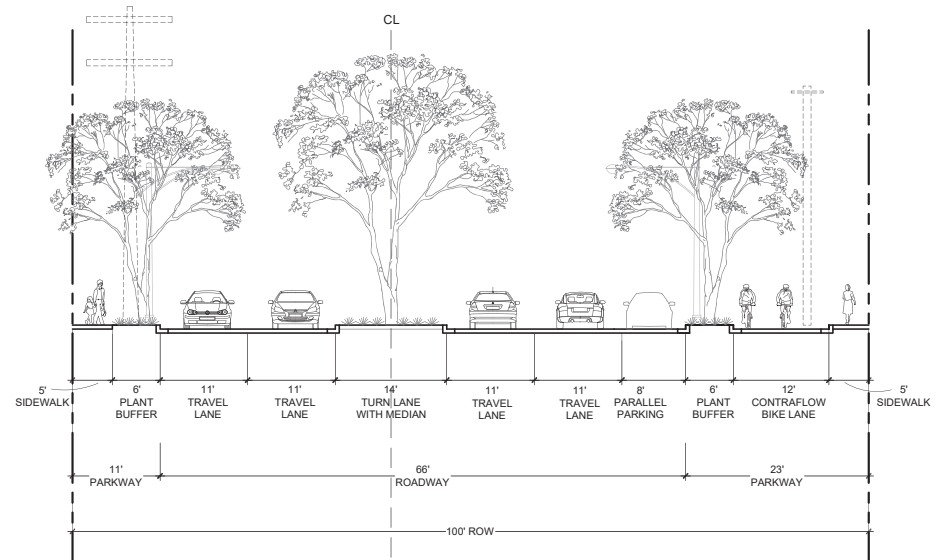 CL
5'
SIDEWALK
6'
PLANT
BUFFER
11'
TRAVEL
LANE
11'
TRAVEL
LANE
14'
TURN LANE
WITH MEDIAN
11'
TRAVEL
LANE
11'
TRAVEL
LANE
8'
PARALLEL
PARKING
6'
PLANT
BUFFER
12'
CONTRAFLOW
BIKE LANE
5'
SIDEWALK
11'
PARKWAY
66'
ROADWAY
23'
PARKWAY
100' ROW